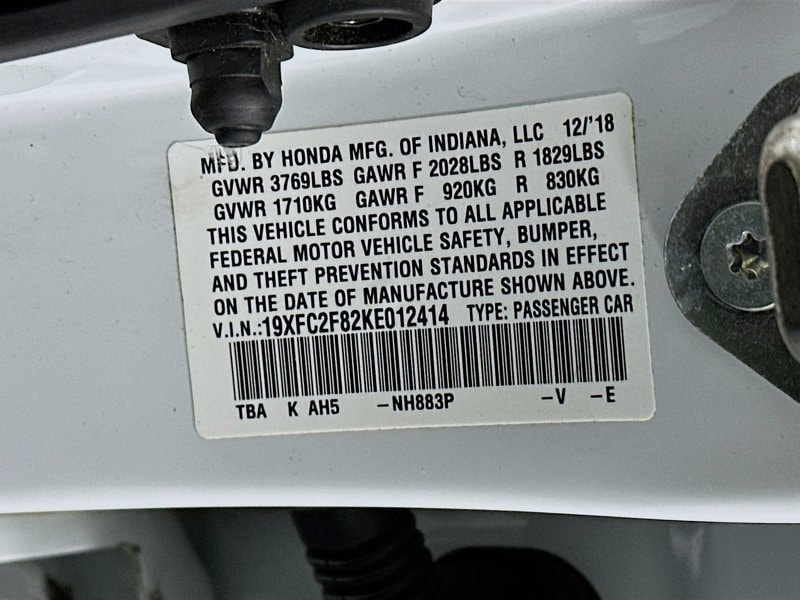 MFD. BY HONDA MFG. OF INDIANA, LLC 12/'18
GVWR 3769LBS GAWR F 2028LBS R 1829LBS
GVWR 1710KG GAWR F 920KG R 830KG
THIS VEHICLE CONFORMS TO ALL APPLICABLE
FEDERAL MOTOR VEHICLE SAFETY, BUMPER,
AND THEFT PREVENTION STANDARDS IN EFFECT
ON THE DATE OF MANUFACTURE SHOWN ABOVE.
V.I.N.:19XFC2F82KE012414 TYPE: PASSENGER CAR
TBA K AH5 -NH883P -V -E